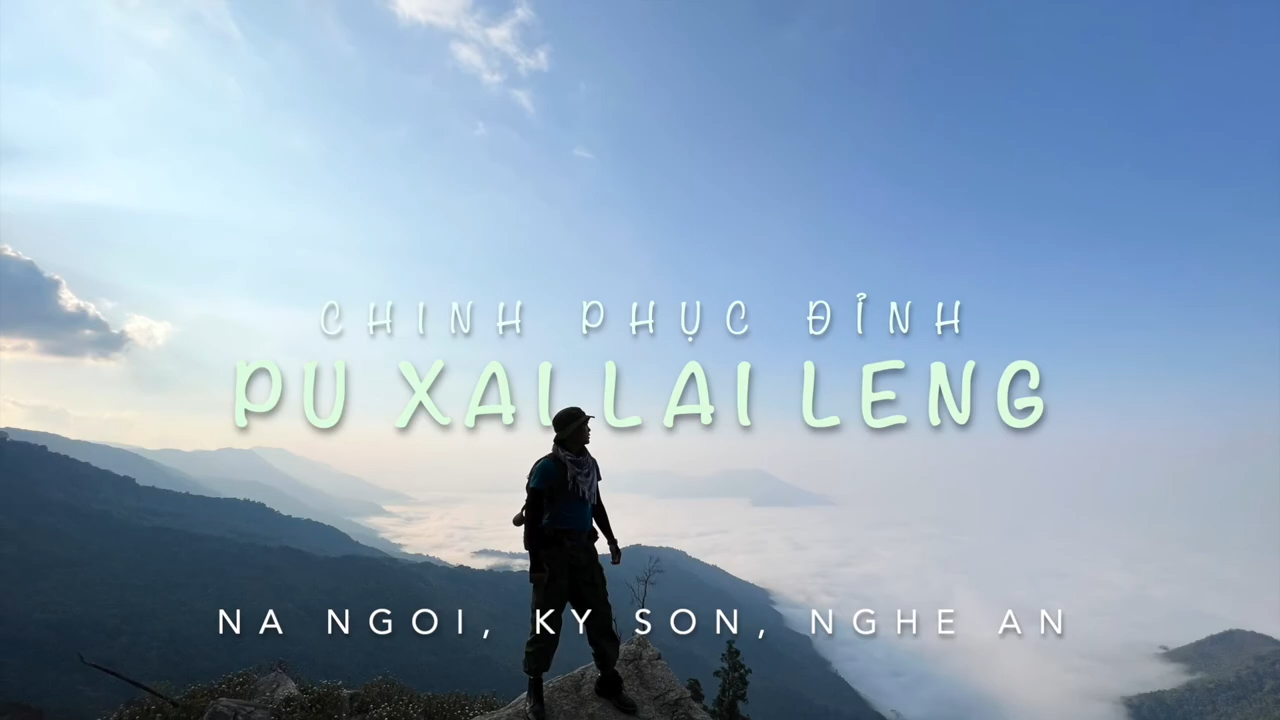 CHINH PHỤC ĐỈNH
PU XAI LAI LENG
NA NGOI, KY SON, NGHE AN